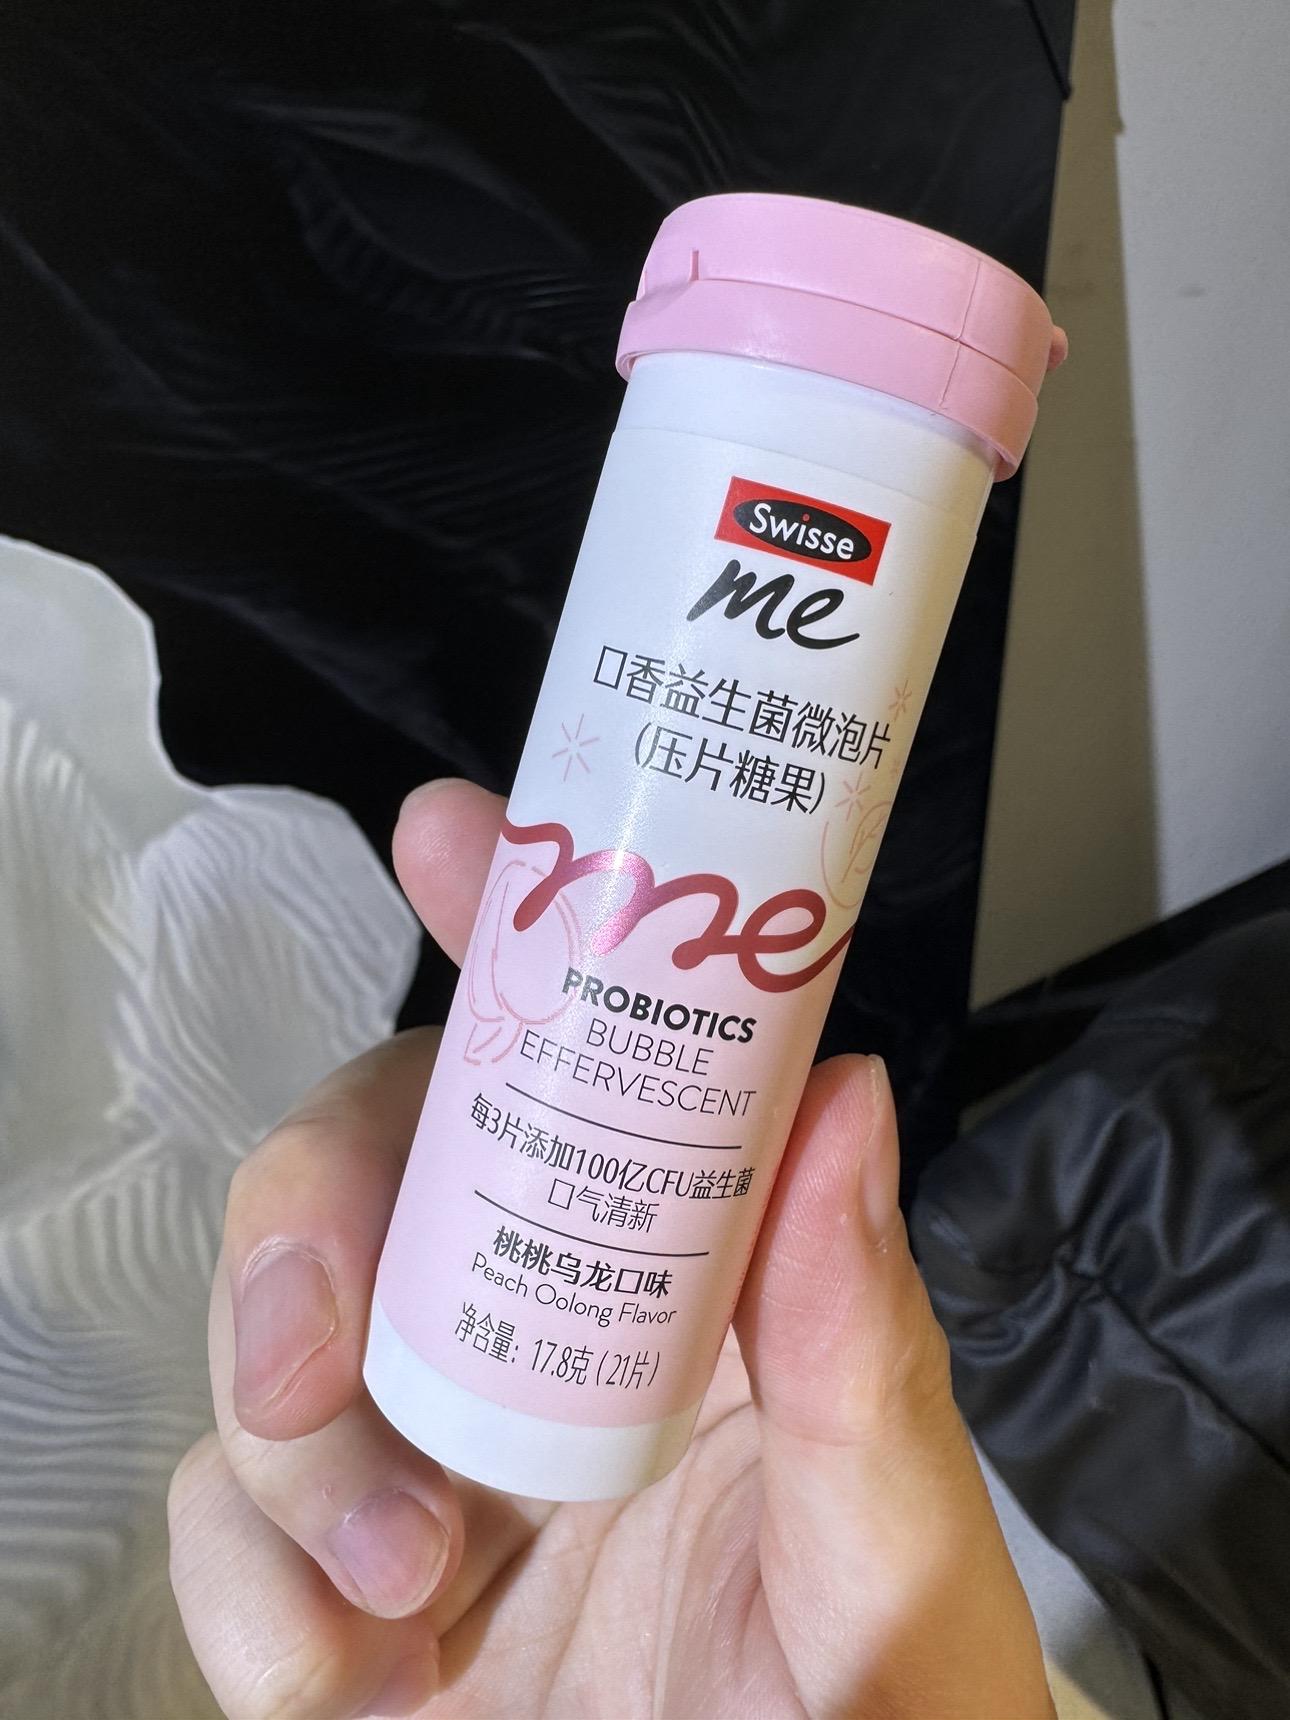 Swisse
me
口香益生菌微泡片
(压片糖果)
me
PROBIOTICS
BUBBLE
EFFERVESCENT
每3片添加100亿CFU益生菌
口气清新
桃桃乌龙口味
Peach Oolong Flavor
净含量：17.8克（21片）